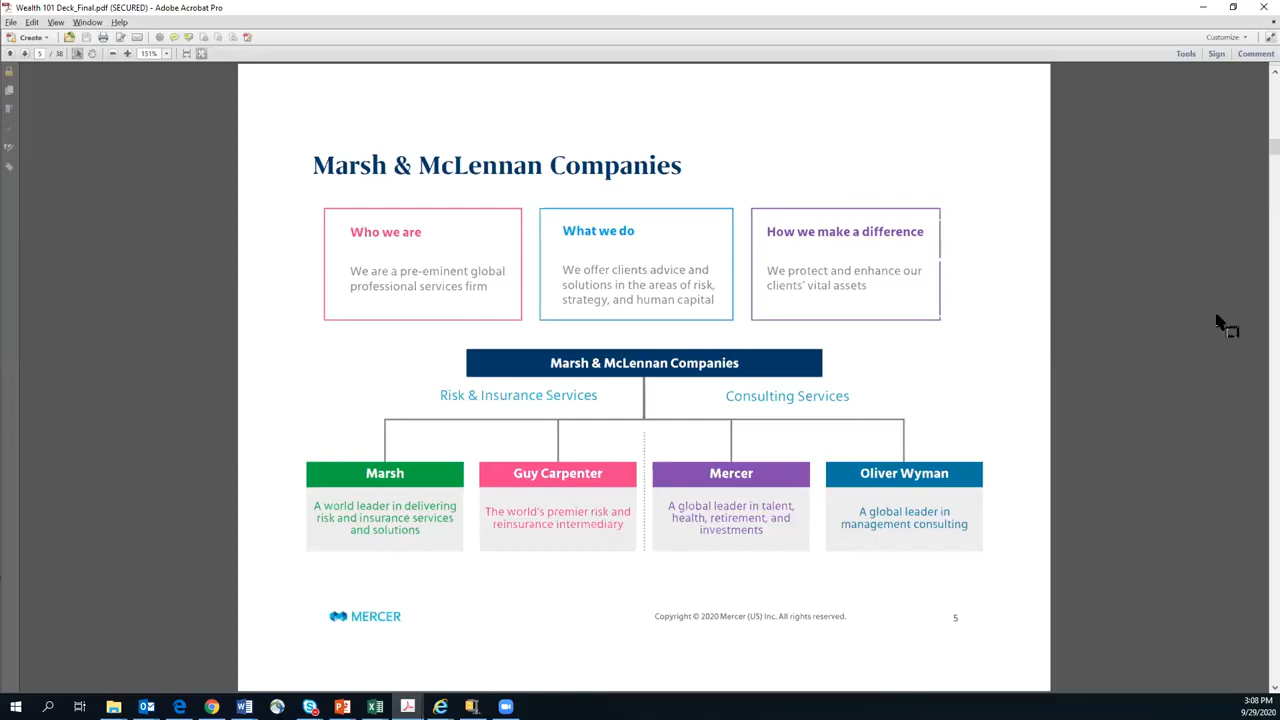 Wealth 101 Deck_Final.pdf (SECURED) - Adobe Acrobat Pro
File Edit View Window Help
Create Customize
5 / 38 151% Tools Sign Comment
Marsh & McLennan Companies
Who we are
We are a pre-eminent global
professional services firm
What we do
We offer clients advice and
solutions in the areas of risk,
strategy, and human capital
How we make a difference
We protect and enhance our
clients' vital assets
Marsh & McLennan Companies
Risk & Insurance Services
Consulting Services
Marsh
A world leader in delivering
risk and insurance services
and solutions
Guy Carpenter
The world's premier risk and
reinsurance intermediary
Mercer
A global leader in talent,
health, retirement, and
investments
Oliver Wyman
A global leader in
management consulting
MERCER
Copyright © 2020 Mercer (US) Inc. All rights reserved.
5
3:08 PM
9/29/2020